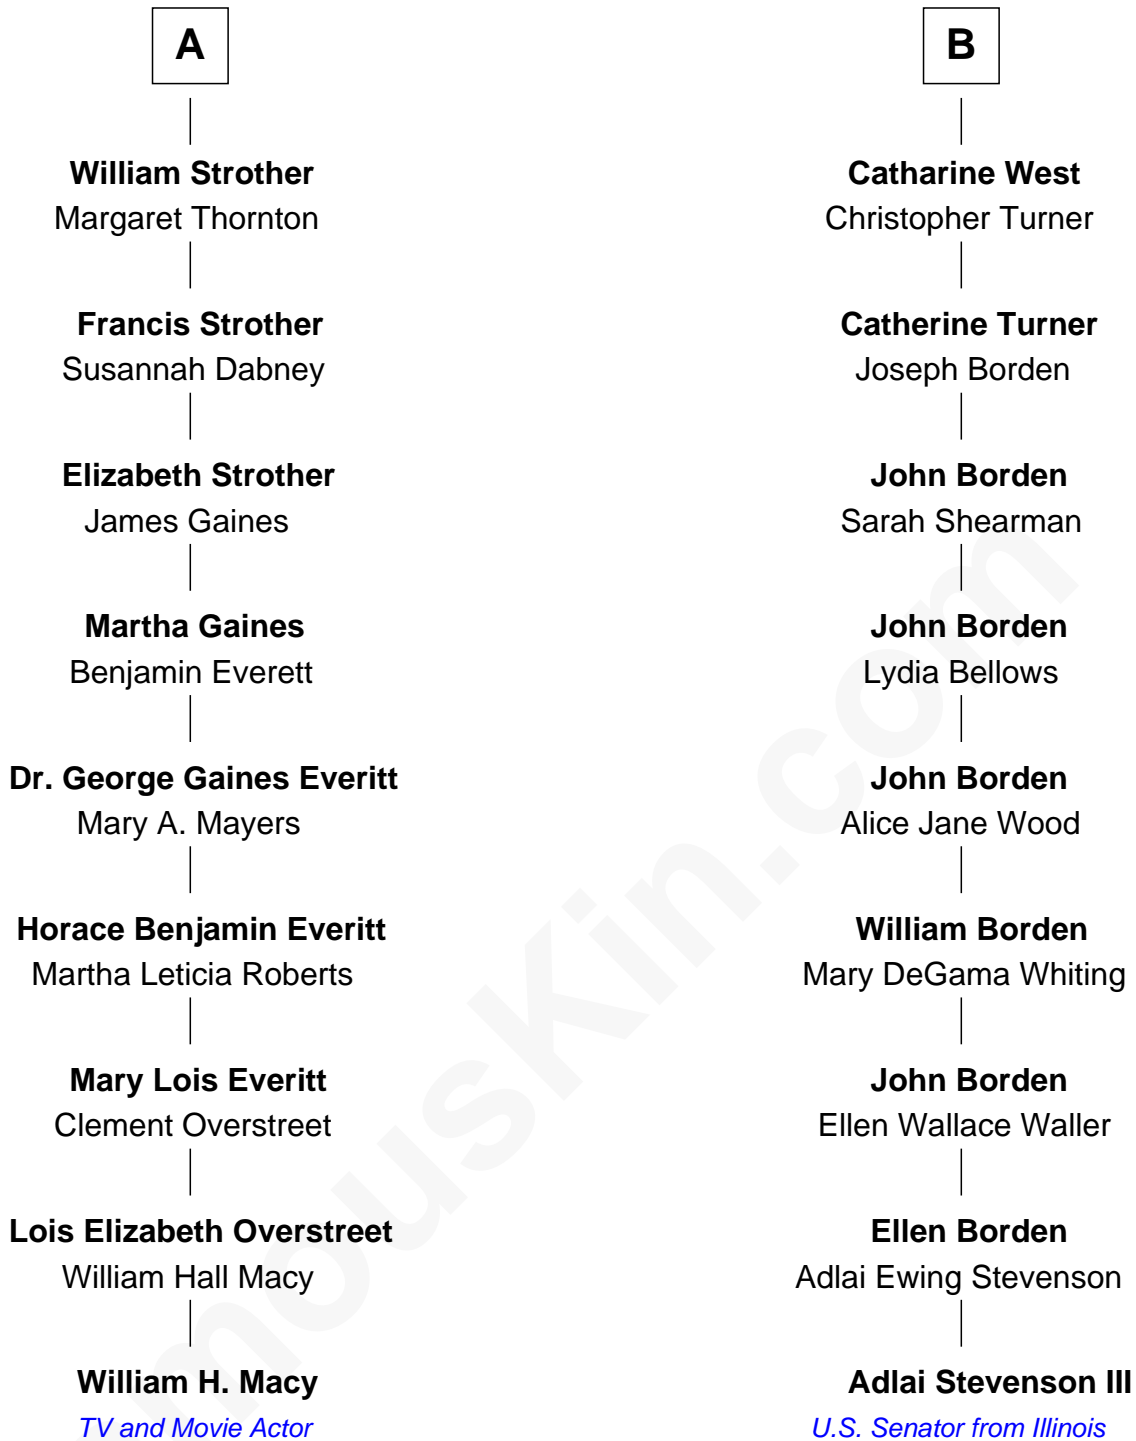 A
William Strother
Margaret Thornton
Francis Strother
Susannah Dabney
Elizabeth Strother
James Gaines
Martha Gaines
Benjamin Everett
Dr. George Gaines Everitt
Mary A. Mayers
Horace Benjamin Everitt
Martha Leticia Roberts
Mary Lois Everitt
Clement Overstreet
Lois Elizabeth Overstreet
William Hall Macy
William H. Macy
TV and Movie Actor
B
Catharine West
Christopher Turner
Catherine Turner
Joseph Borden
John Borden
Sarah Shearman
John Borden
Lydia Bellows
John Borden
Alice Jane Wood
William Borden
Mary DeGama Whiting
John Borden
Ellen Wallace Waller
Ellen Borden
Adlai Ewing Stevenson
Adlai Stevenson III
U.S. Senator from Illinois
mousKin.com